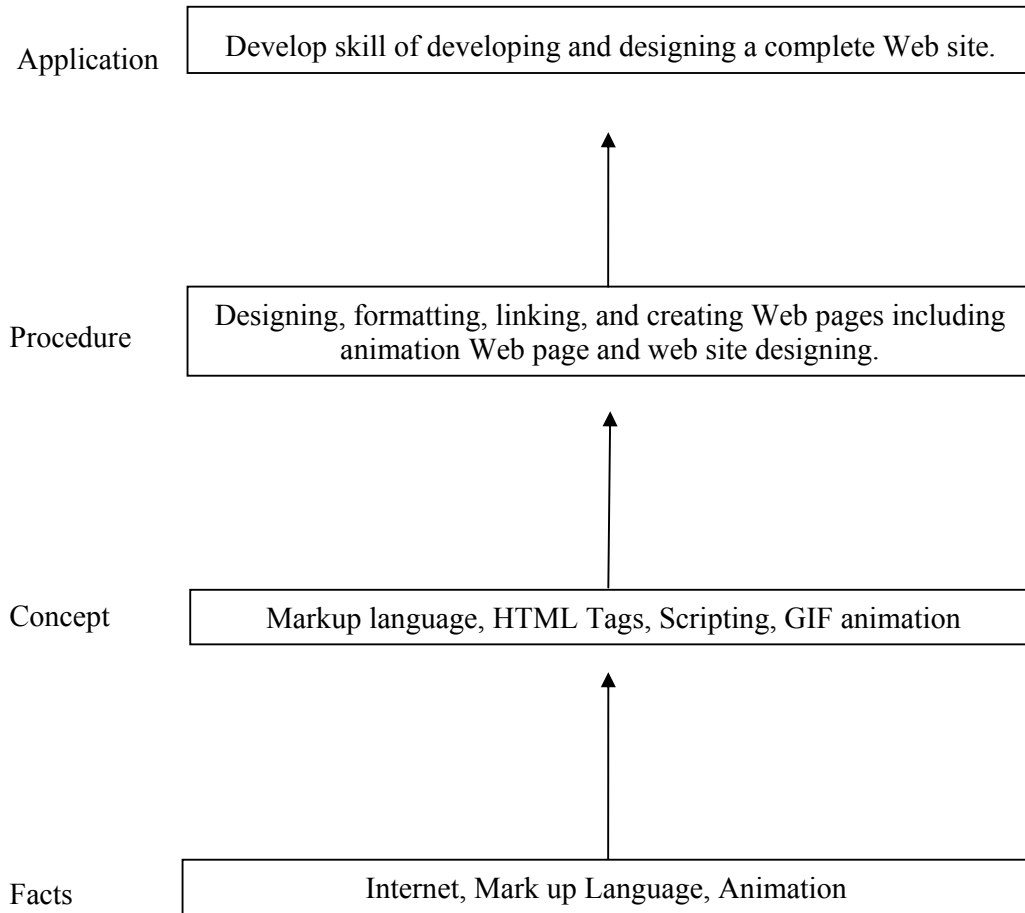 Application
Develop skill of developing and designing a complete Web site.
Procedure
Designing, formatting, linking, and creating Web pages including
animation Web page and web site designing.
Concept
Markup language, HTML Tags, Scripting, GIF animation
Facts
Internet, Mark up Language, Animation